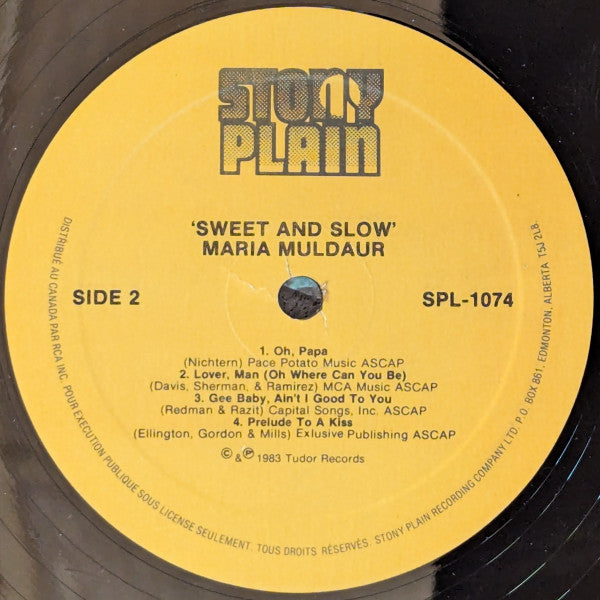 STONY
PLAIN
'SWEET AND SLOW'
MARIA MULDAUR
SIDE 2
SPL-1074
1. Oh, Papa
(Nichtern) Pace Potato Music ASCAP
2. Lover, Man (Oh Where Can You Be)
(Davis, Sherman, & Ramirez) MCA Music ASCAP
3. Gee Baby, Ain't I Good To You
(Redman & Razit) Capital Songs, Inc. ASCAP
4. Prelude To A Kiss
(Ellington, Gordon & Mills) Exlusive Publishing ASCAP
© & ℗ 1983 Tudor Records
DISTRIBUÉ AU CANADA PAR RCA INC. POUR EXÉCUTION PUBLIQUE SOUS LICENSE SEULEMENT. TOUS DROITS RÉSERVÉS. STONY PLAIN RECORDING COMPANY LTD. P.O. BOX 861, EDMONTON, ALBERTA T5J 2L8.